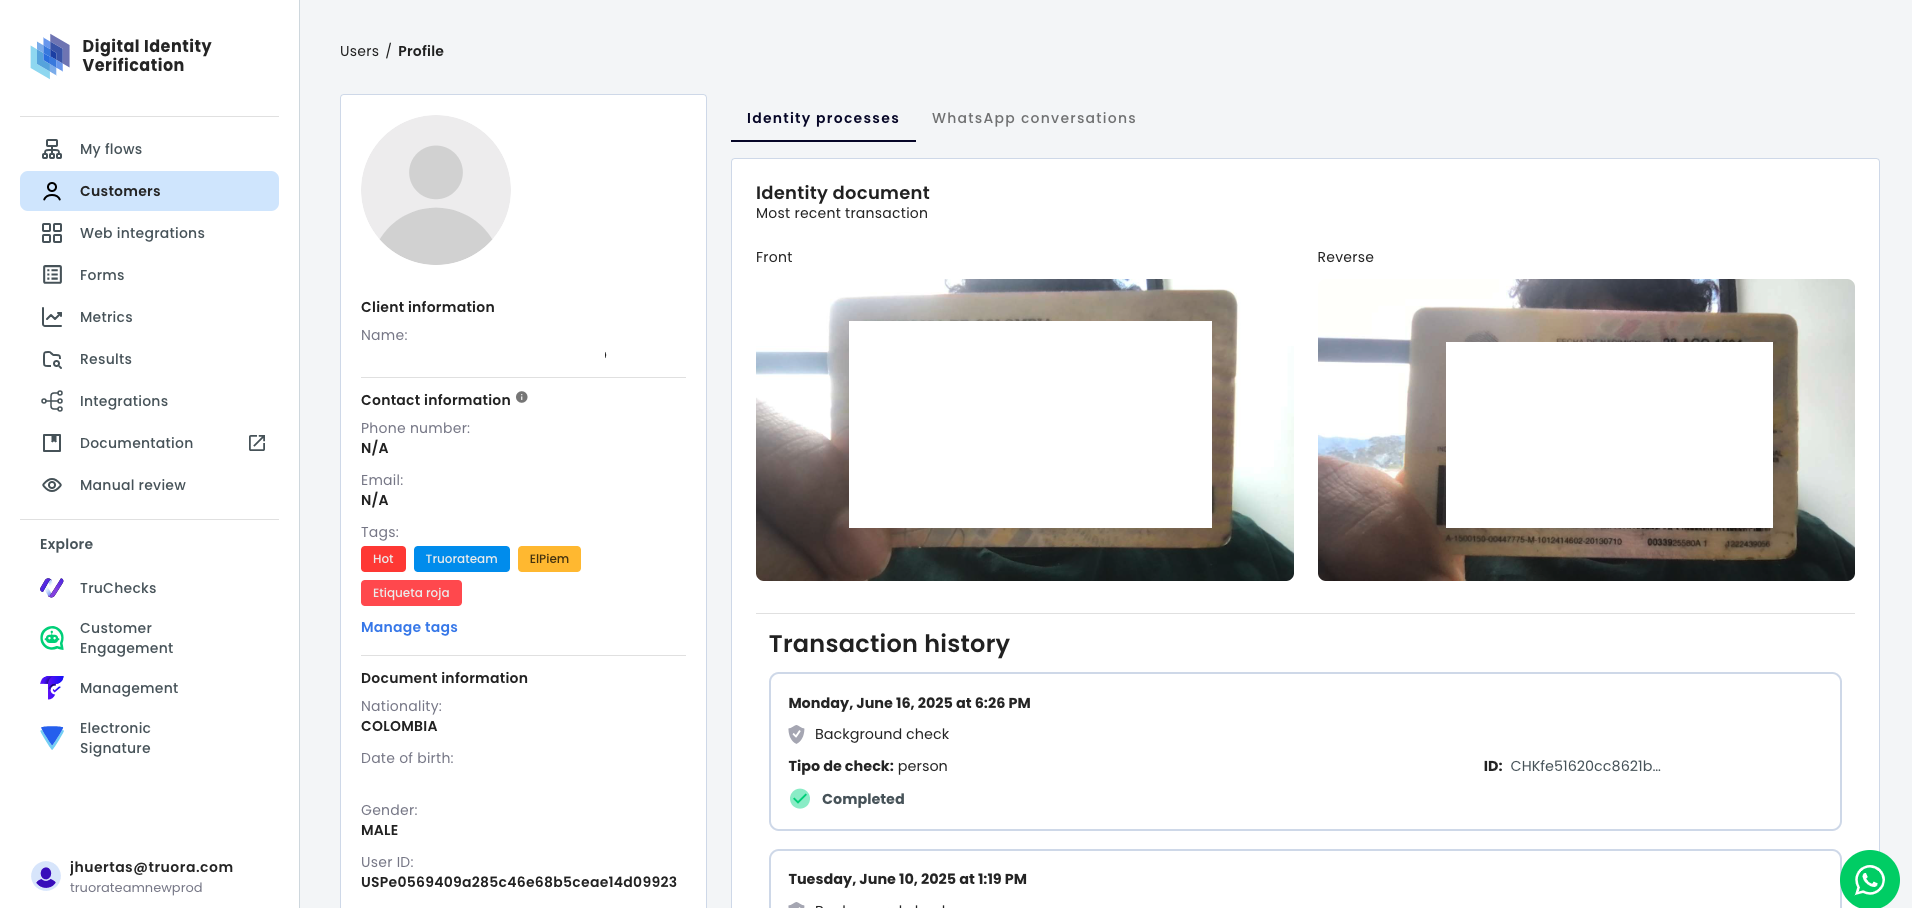 Digital Identity
Verification
My flows
Customers
Web integrations
Forms
Metrics
Results
Integrations
Documentation
Manual review
Explore
TruChecks
Customer
Engagement
Management
Electronic
Signature
jhuertas@truora.com
truorateamnewprod
Users / Profile
Client information
Name:
Contact information
Phone number:
N/A
Email:
N/A
Tags:
Hot Truorateam ElPiem
Etiqueta roja
Manage tags
Document information
Nationality:
COLOMBIA
Date of birth:
Gender:
MALE
User ID:
USPe0569409a285c46e68b5ceae14d09923
Identity processes WhatsApp conversations
Identity document
Most recent transaction
Front Reverse
Transaction history
Monday, June 16, 2025 at 6:26 PM
Background check
Tipo de check: person ID: CHKfe51620cc8621b...
Completed
Tuesday, June 10, 2025 at 1:19 PM